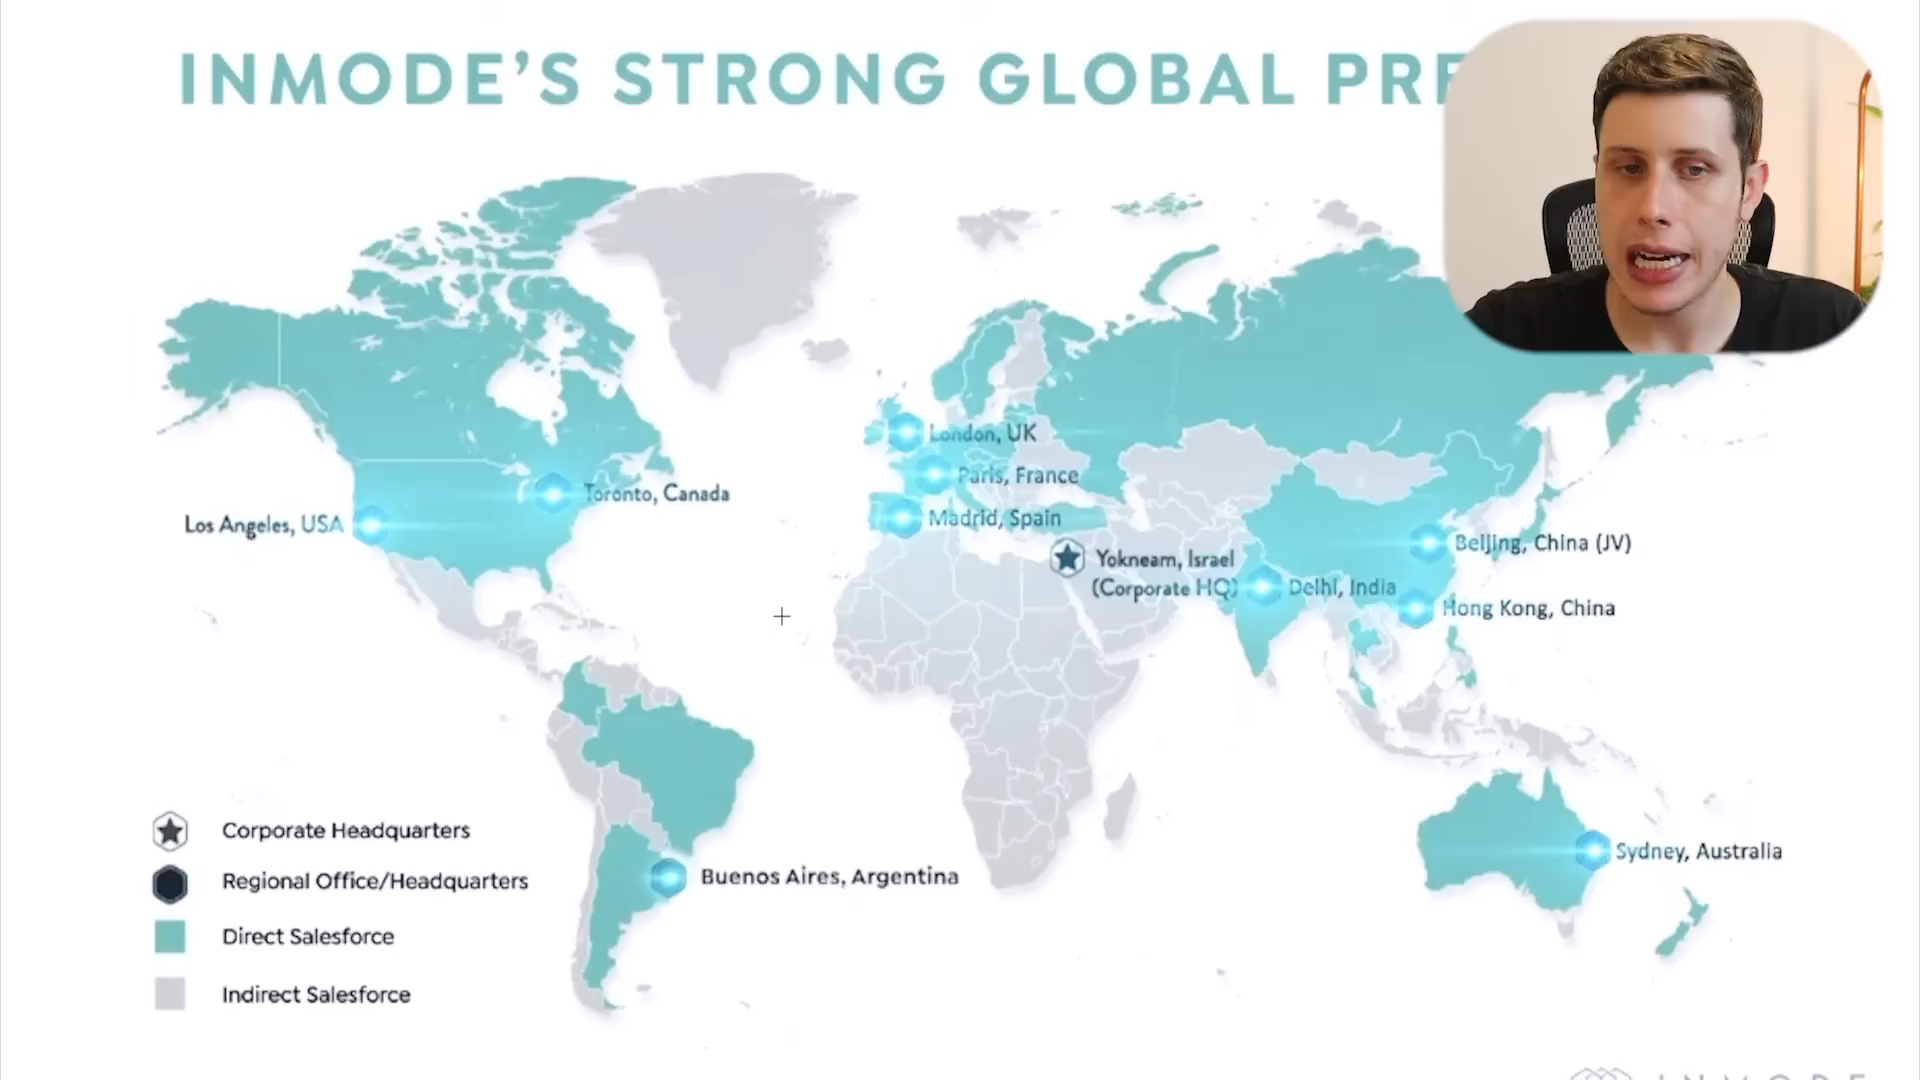 INMODE'S STRONG GLOBAL PRE
London, UK
Paris, France
Toronto, Canada
Los Angeles, USA
Madrid, Spain
Beijing, China (JV)
Yokneam, Israel
(Corporate HQ)
Delhi, India
Hong Kong, China
Corporate Headquarters
Sydney, Australia
Regional Office/Headquarters
Buenos Aires, Argentina
Direct Salesforce
Indirect Salesforce
INMODE